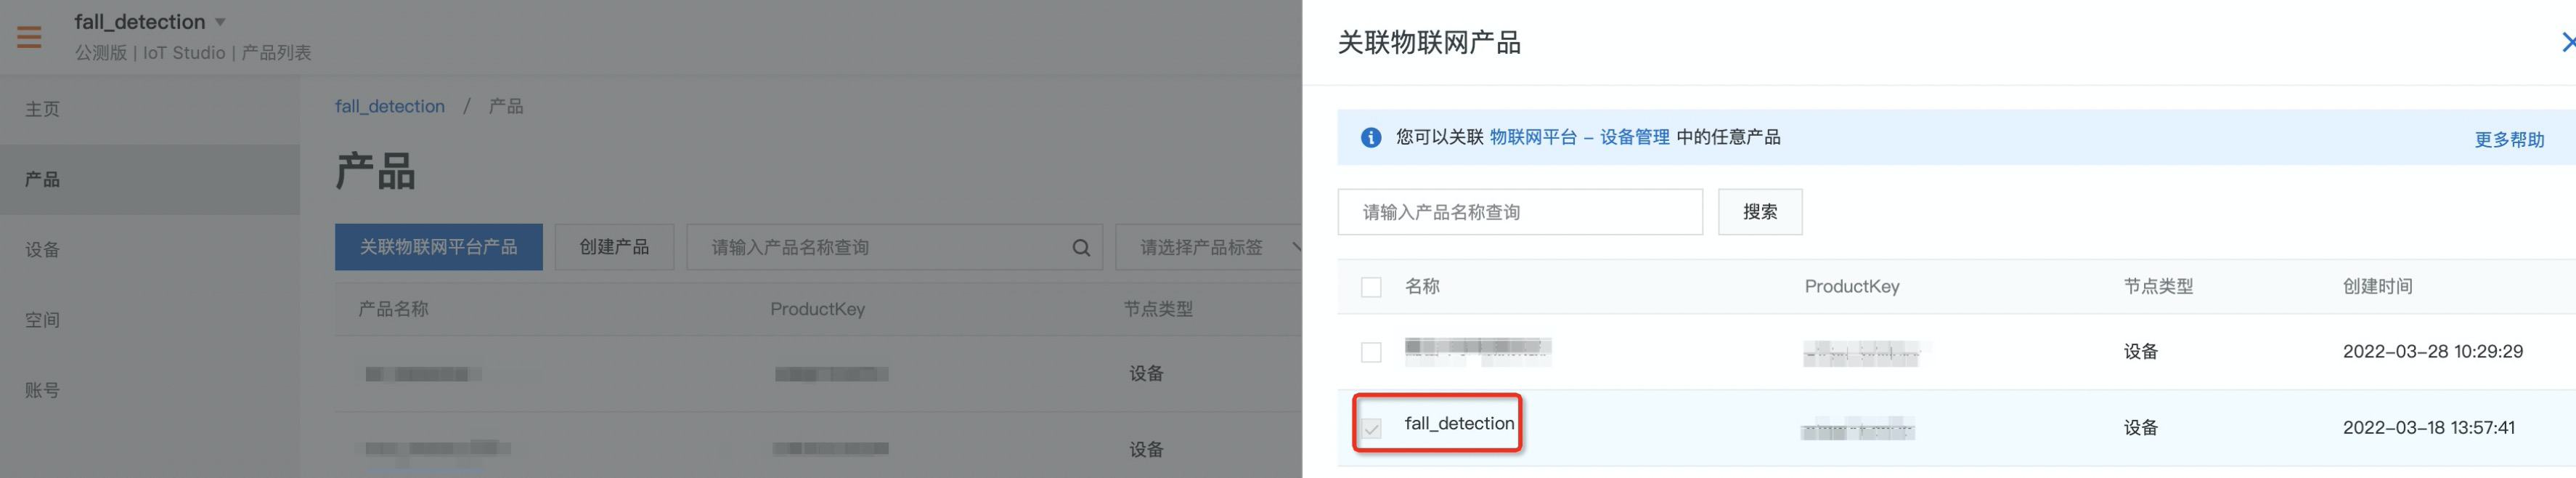 fall_detection
公测版 | IoT Studio | 产品列表
主页
产品
设备
空间
账号
fall_detection / 产品
产品
关联物联网平台产品 创建产品 请输入产品名称查询 请选择产品标签
产品名称 ProductKey 节点类型
设备
设备
关联物联网产品
您可以关联 物联网平台 – 设备管理 中的任意产品 更多帮助
请输入产品名称查询 搜索
名称 ProductKey 节点类型 创建时间
设备 2022–03–28 10:29:29
fall_detection 设备 2022–03–18 13:57:41